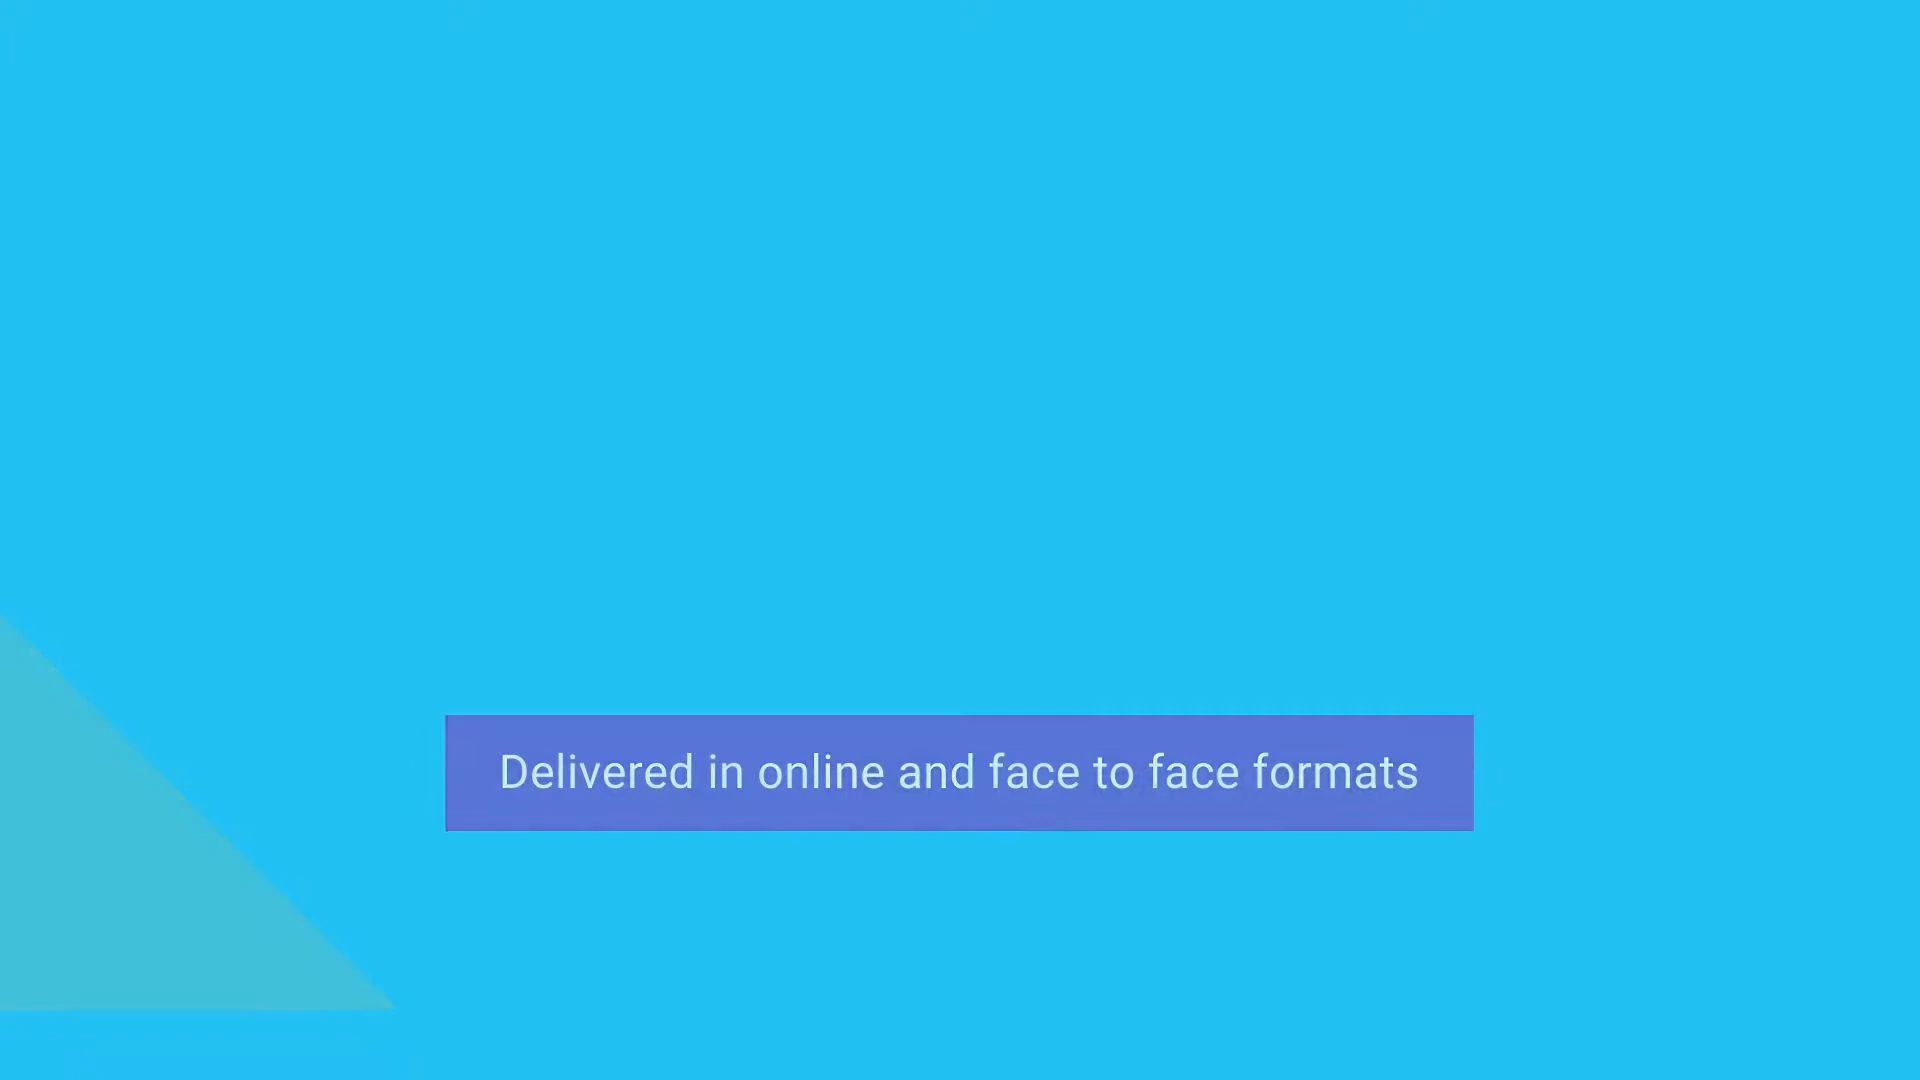 Delivered in online and face to face formats